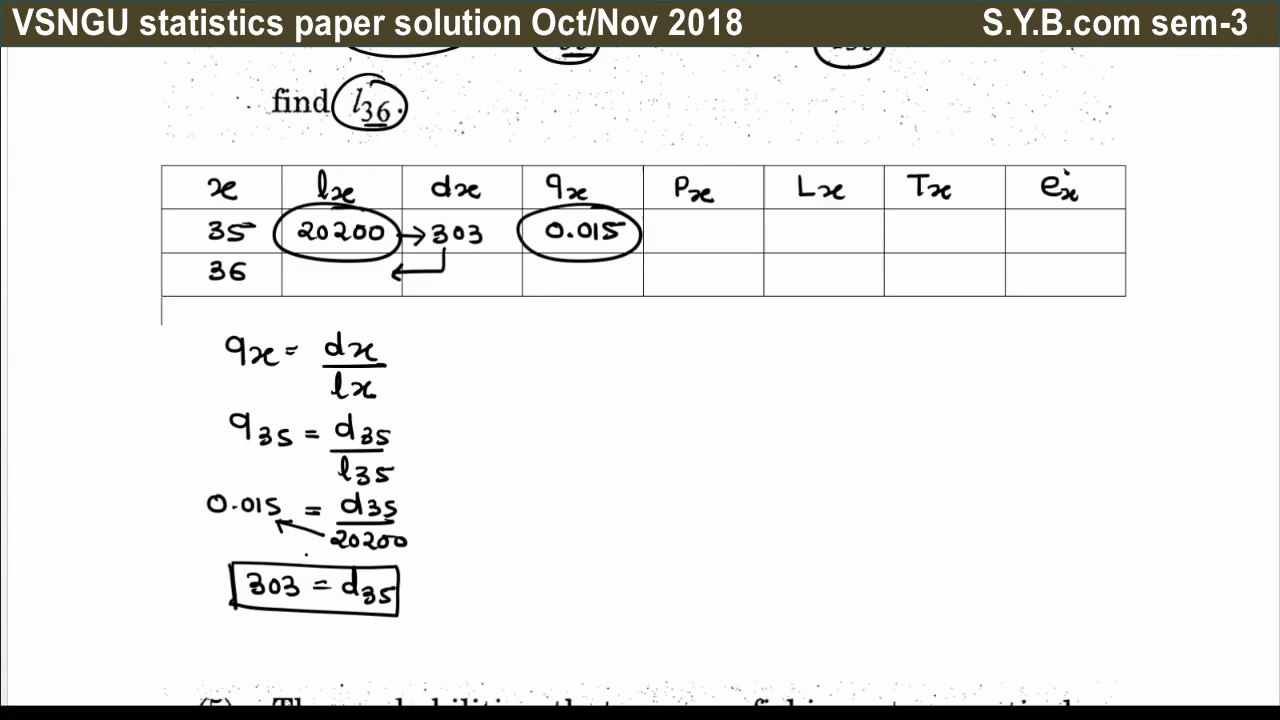 VSNGU statistics paper solution Oct/Nov 2018 S.Y.B.com sem-3
find l36.
x lx dx qx Px Lx Tx e°x
35 20200 303 0.015
36
qx = dx/lx
q35 = d35/l35
0.015 = d35/20200
303 = d35